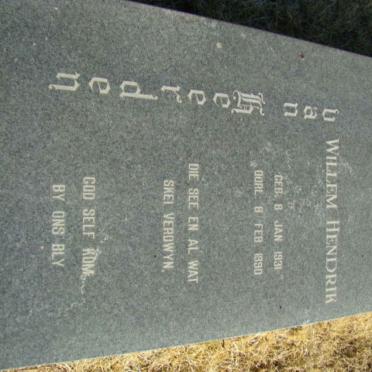 van Heerden
WILLEM HENDRIK
GEB. 8 JAN 1931
OORL. 8 FEB 1990
DIE SEE EN AL WAT
SKEI VERDWYN.
GOD SELF KOM
BY ONS BLY